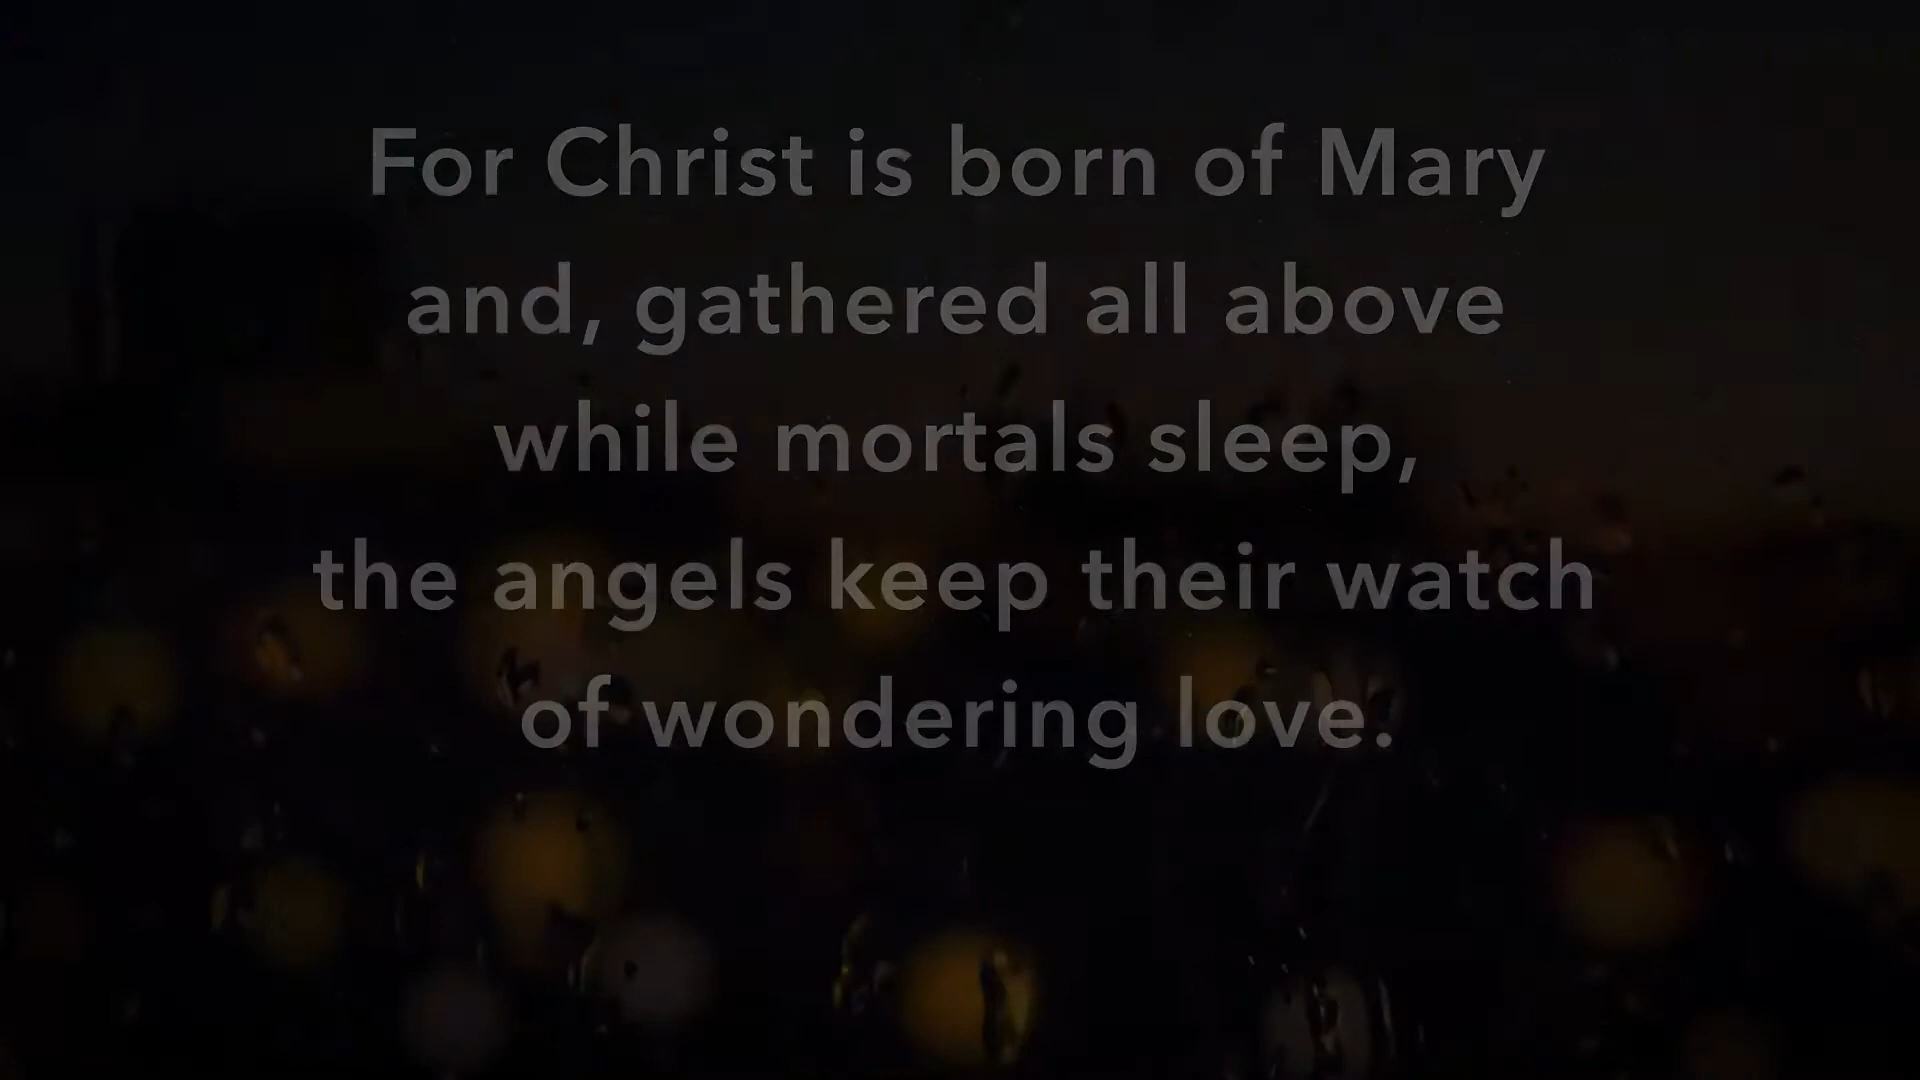 For Christ is born of Mary
and, gathered all above
while mortals sleep,
the angels keep their watch
of wondering love.